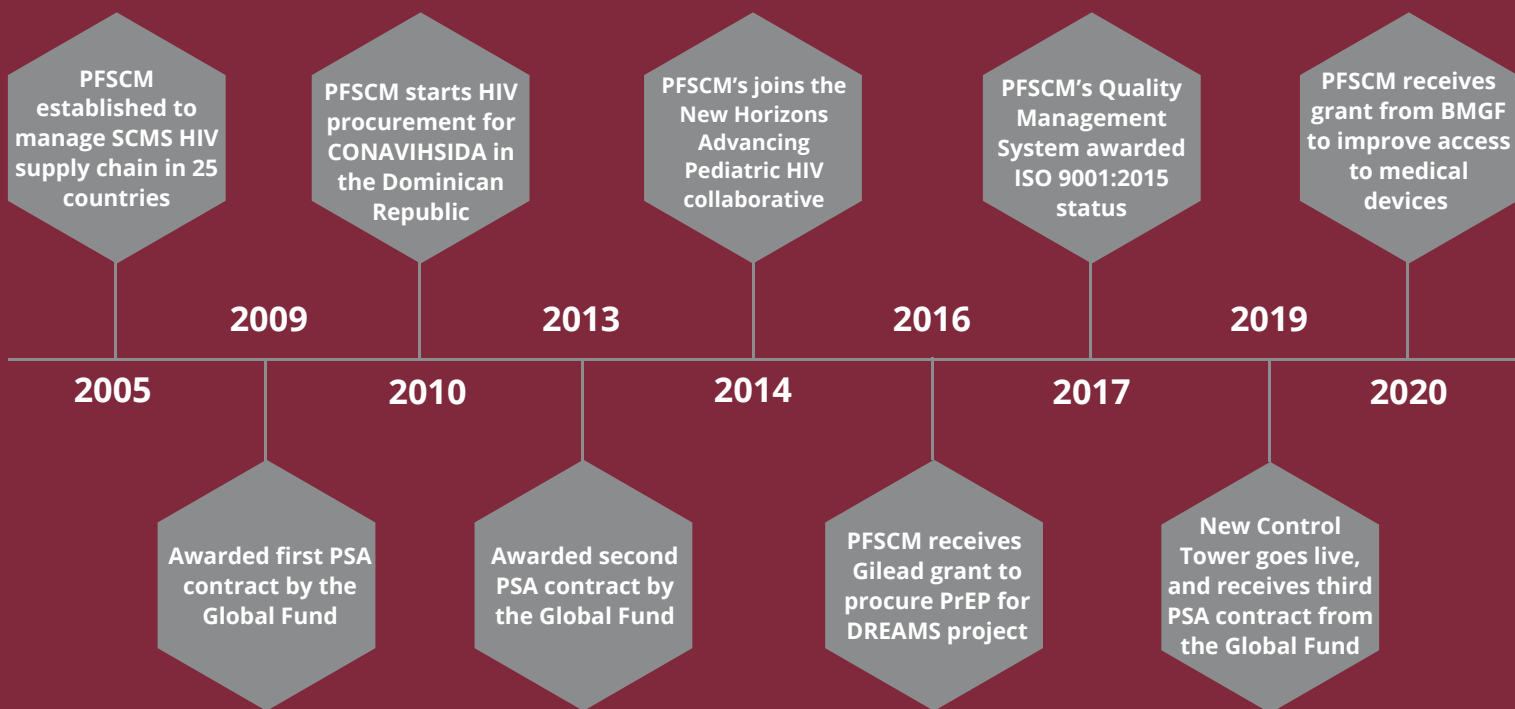 PFSCM
established to
manage SCMS HIV
supply chain in 25
countries
PFSCM starts HIV
procurement for
CONAVIHSIDA in
the Dominican
Republic
PFSCM's joins the
New Horizons
Advancing
Pediatric HIV
collaborative
PFSCM's Quality
Management
System awarded
ISO 9001:2015
status
PFSCM receives
grant from BMGF
to improve access
to medical
devices
2009
2013
2016
2019
2005
2010
2014
2017
2020
Awarded first PSA
contract by the
Global Fund
Awarded second
PSA contract by
the Global Fund
PFSCM receives
Gilead grant to
procure PrEP for
DREAMS project
New Control
Tower goes live,
and receives third
PSA contract from
the Global Fund